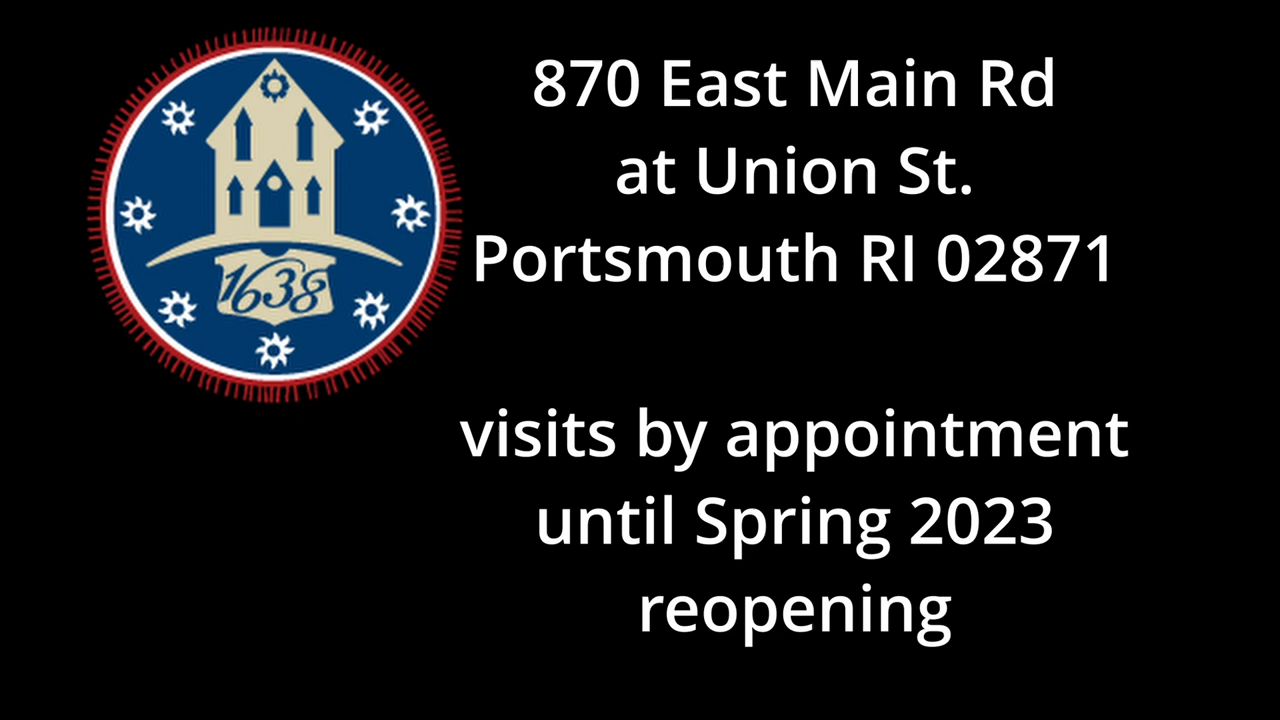 1638
870 East Main Rd
at Union St.
Portsmouth RI 02871
visits by appointment
until Spring 2023
reopening